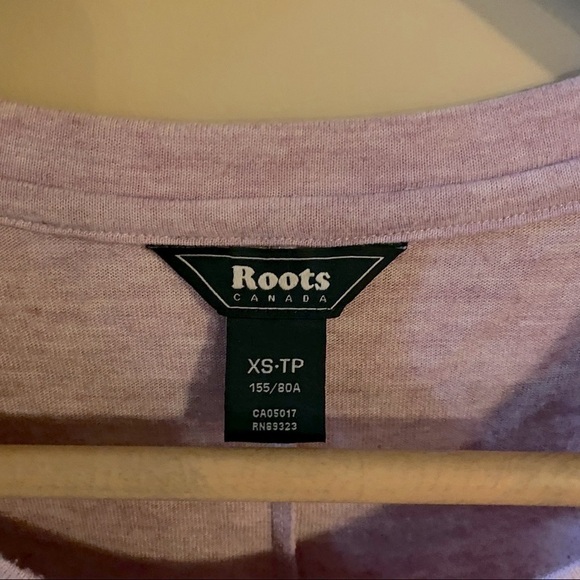 Roots
CANADA
XS·TP
155/80A
CA05017
RN89323